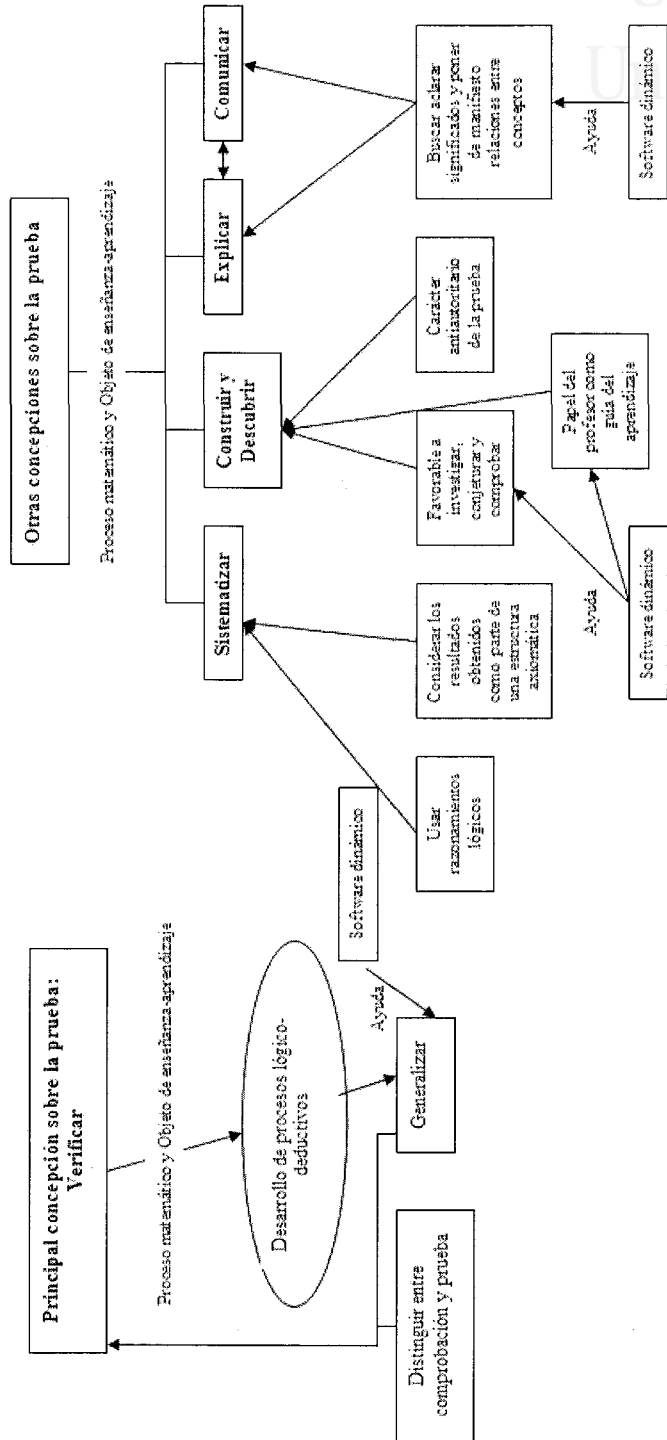 Principal concepción sobre la prueba:
Verificar
Proceso matemático y Objeto de enseñanza-aprendizaje
Desarrollo de procesos lógico-
deductivos
Software dinámico
Ayuda
Generalizar
Distinguir entre
comprobación y prueba
Otras concepciones sobre la prueba
Proceso matemático y Objeto de enseñanza-aprendizaje
Sistematizar
Construir y
Descubrir
Explicar
Comunicar
Usar
razonamientos
lógicos
Considerar los
resultados
obtenidos
como parte de
una estructura
axiomática
Favorable a
investigar,
conjeturar y
comprobar
Carácter
antiautoritario
de la prueba
Buscar aclarar
significados y poner
de manifiesto
relaciones entre
conceptos
Papel del
profesor como
guía del
aprendizaje
Ayuda
Software dinámico
Ayuda
Software dinámico
Un